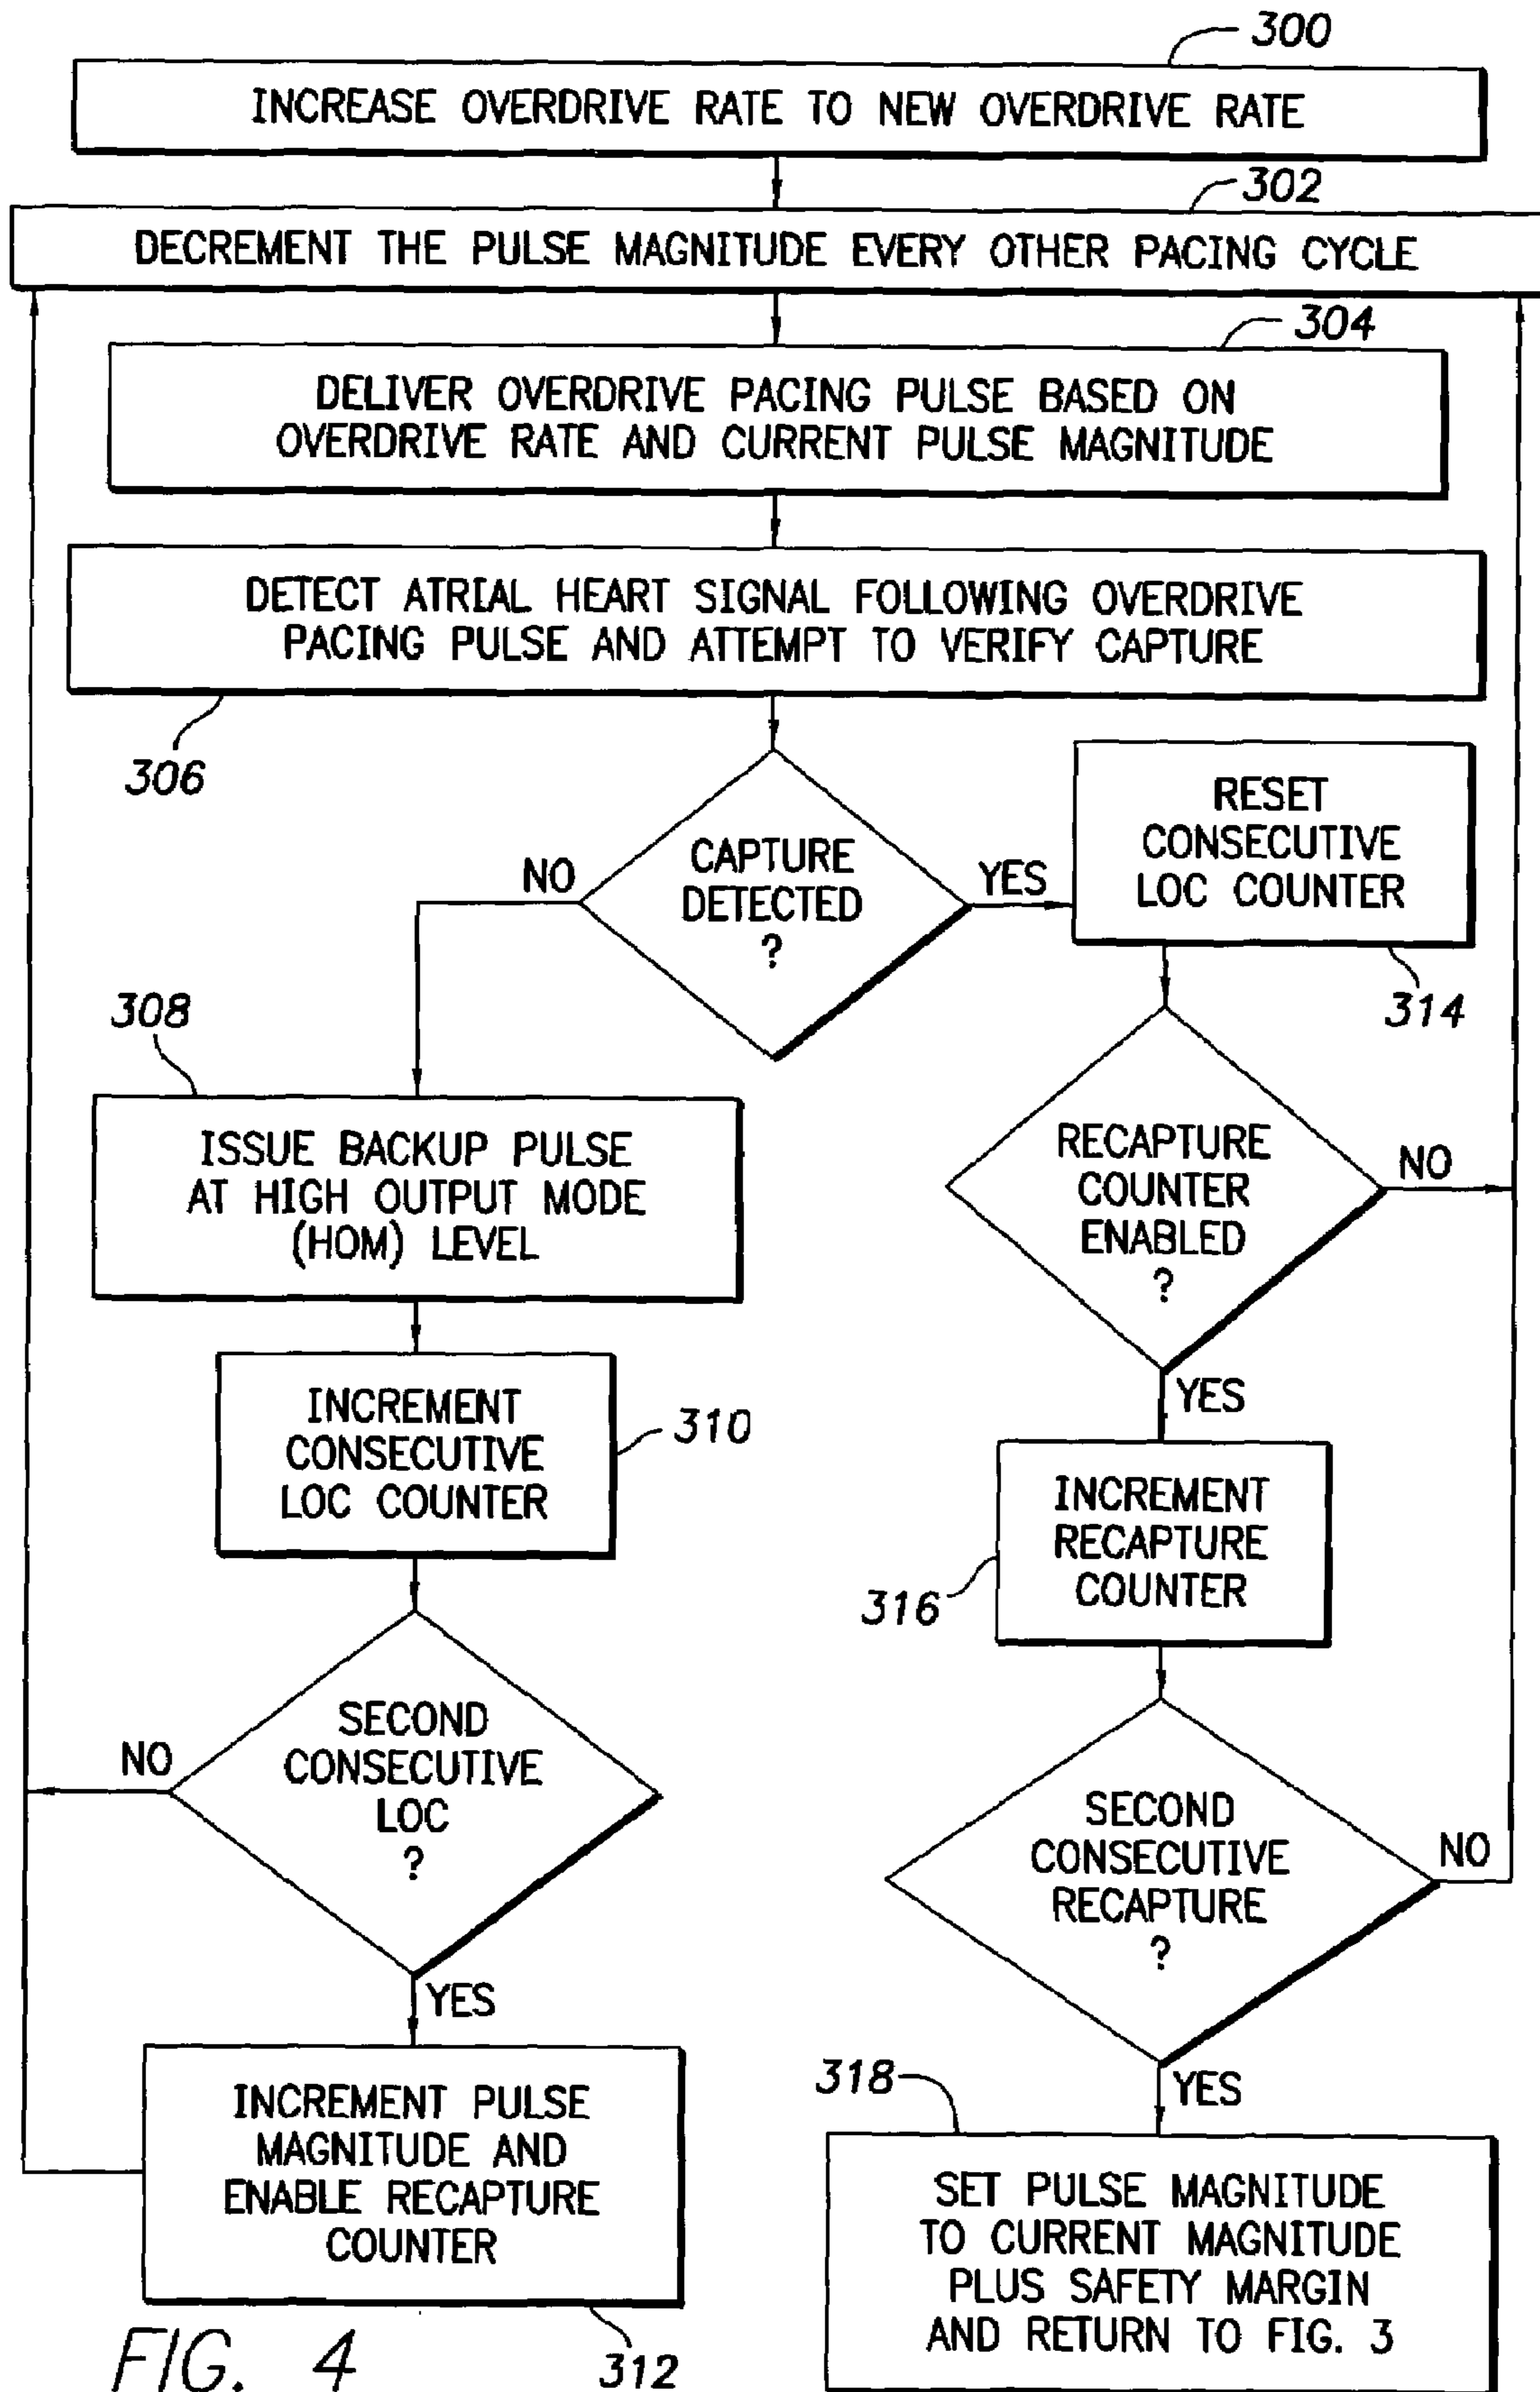 300
INCREASE OVERDRIVE RATE TO NEW OVERDRIVE RATE
302
DECREMENT THE PULSE MAGNITUDE EVERY OTHER PACING CYCLE
304
DELIVER OVERDRIVE PACING PULSE BASED ON
OVERDRIVE RATE AND CURRENT PULSE MAGNITUDE
DETECT ATRIAL HEART SIGNAL FOLLOWING OVERDRIVE
PACING PULSE AND ATTEMPT TO VERIFY CAPTURE
306
CAPTURE
DETECTED
?
NO
YES
RESET
CONSECUTIVE
LOC COUNTER
314
308
ISSUE BACKUP PULSE
AT HIGH OUTPUT MODE
(HOM) LEVEL
RECAPTURE
COUNTER
ENABLED
?
NO
YES
INCREMENT
CONSECUTIVE
LOC COUNTER
310
INCREMENT
RECAPTURE
COUNTER
316
SECOND
CONSECUTIVE
LOC
?
NO
YES
SECOND
CONSECUTIVE
RECAPTURE
?
NO
YES
INCREMENT PULSE
MAGNITUDE AND
ENABLE RECAPTURE
COUNTER
312
318
SET PULSE MAGNITUDE
TO CURRENT MAGNITUDE
PLUS SAFETY MARGIN
AND RETURN TO FIG. 3
FIG. 4